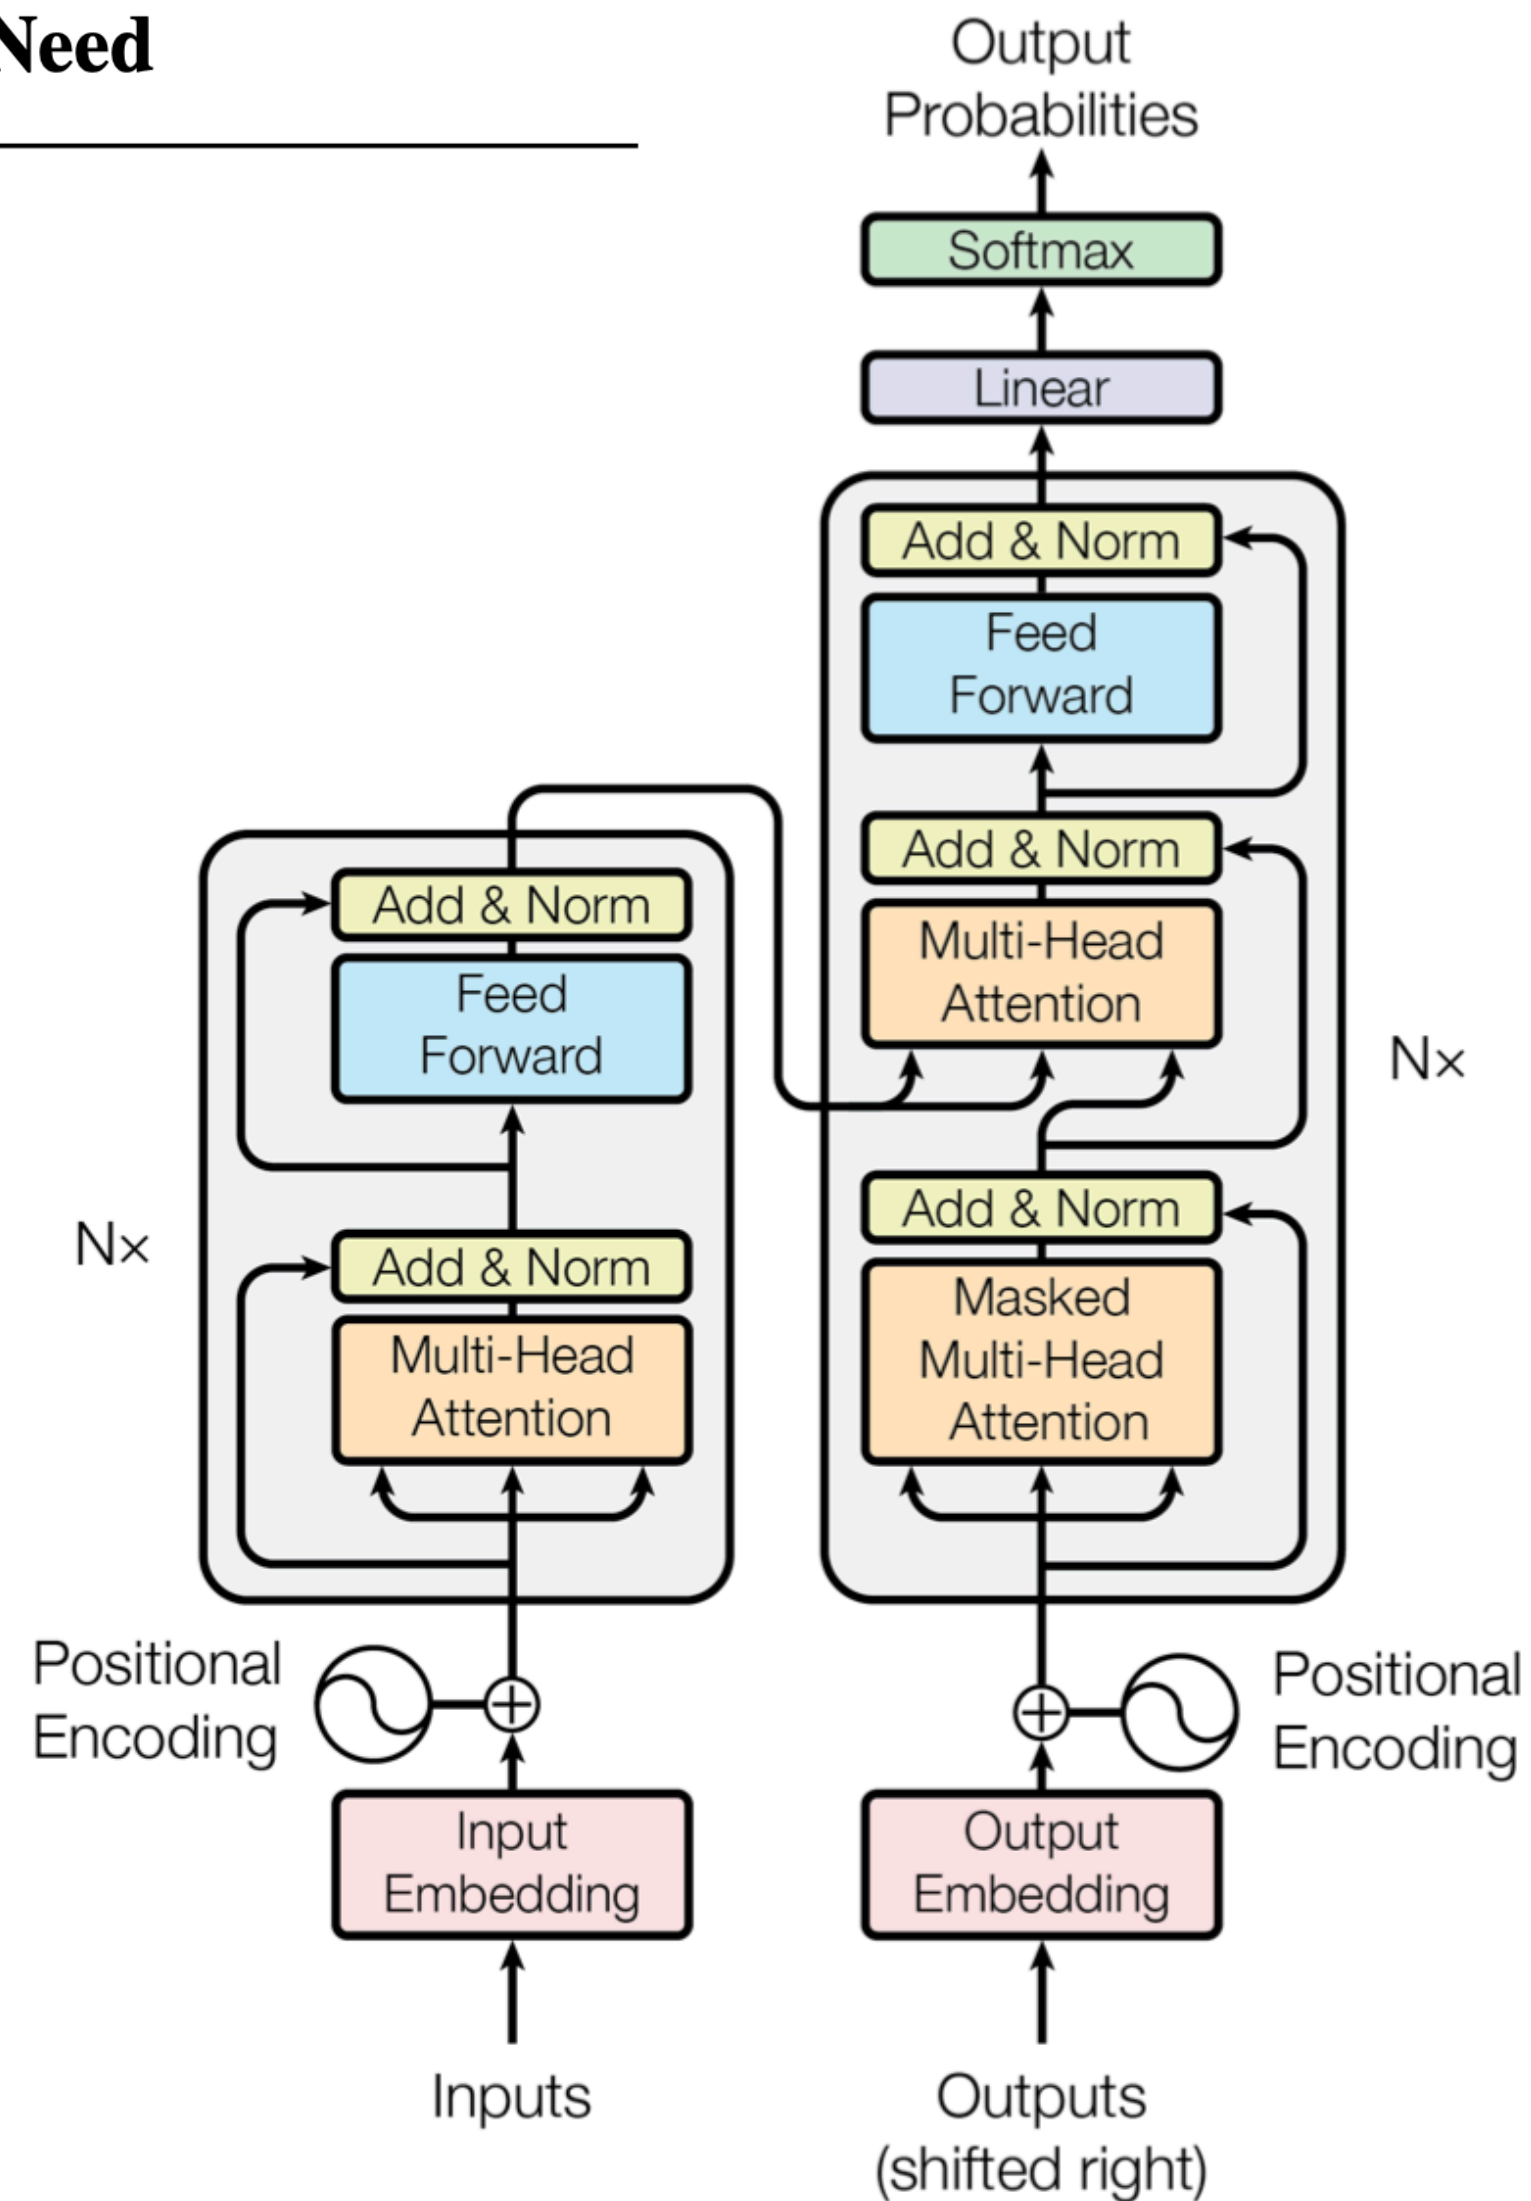 Need
Output
Probabilities
Softmax
Linear
Add & Norm
Feed
Forward
Add & Norm
Multi-Head
Attention
Nx
Add & Norm
Masked
Multi-Head
Attention
Add & Norm
Feed
Forward
Nx
Add & Norm
Multi-Head
Attention
Positional
Encoding
Positional
Encoding
Input
Embedding
Output
Embedding
Inputs
Outputs
(shifted right)